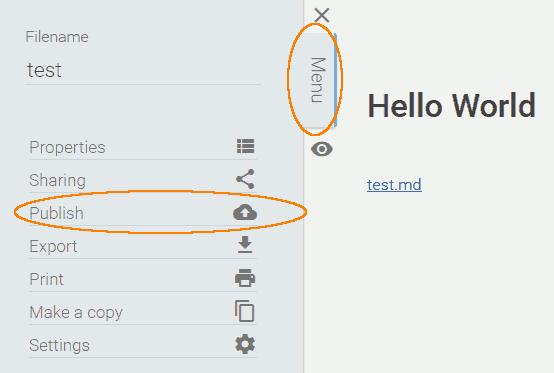 Filename
test
Properties
Sharing
Publish
Export
Print
Make a copy
Settings
Menu
Hello World
test.md